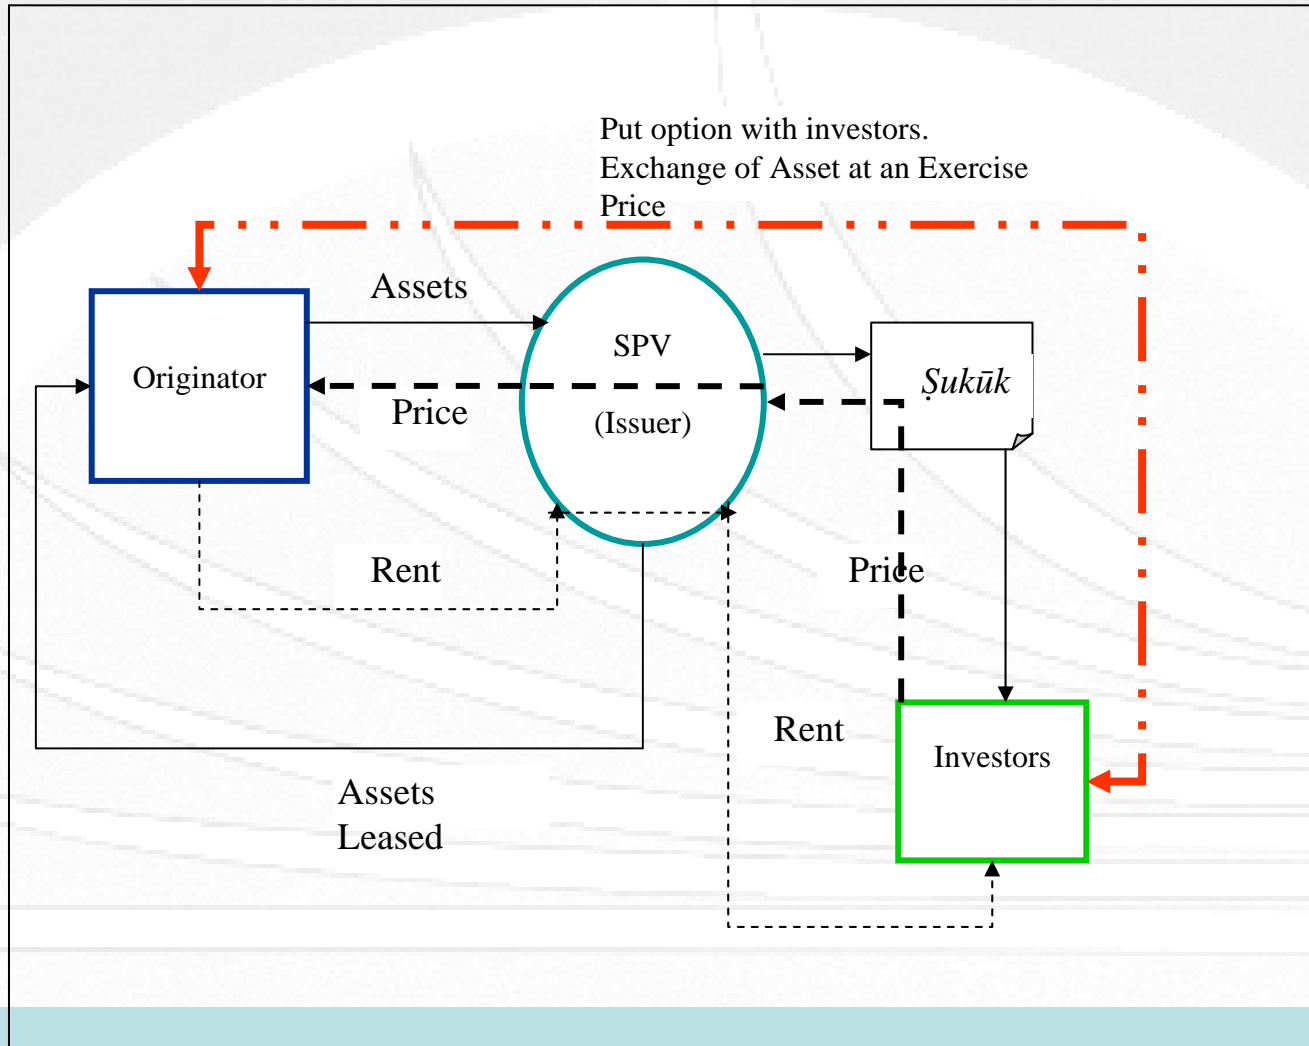 Put option with investors.
Exchange of Asset at an Exercise
Price
Assets
SPV
Originator
Ṣukūk
Price
(Issuer)
Rent
Price
Rent
Investors
Assets
Leased